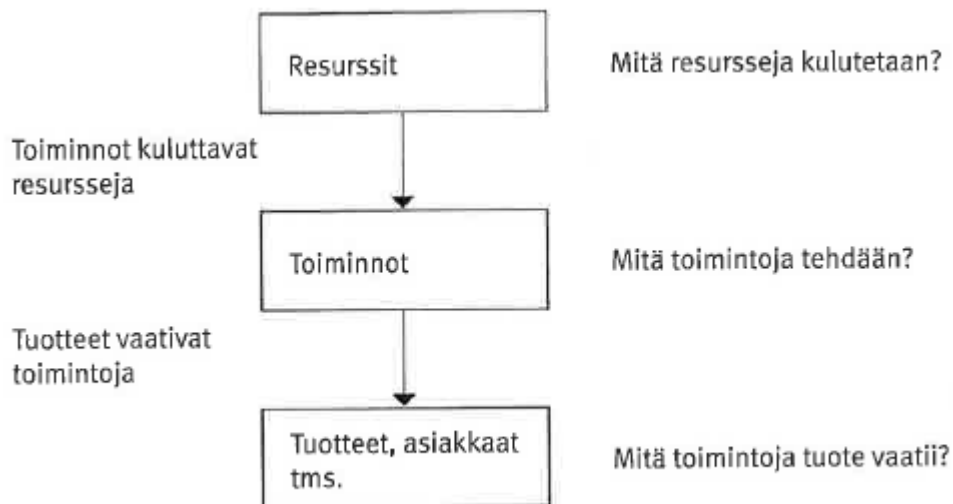 Resurssit
Mitä resursseja kulutetaan?
Toiminnot kuluttavat
resursseja
Toiminnot
Mitä toimintoja tehdään?
Tuotteet vaativat
toimintoja
Tuotteet, asiakkaat
tms.
Mitä toimintoja tuote vaatii?